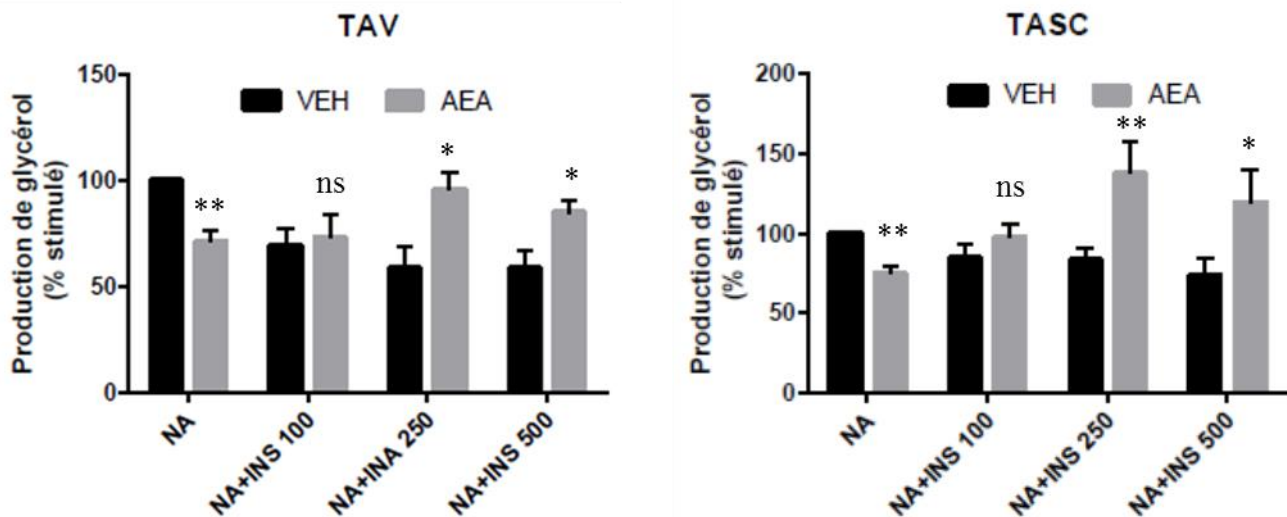 TAV
Production de glycérol
(% stimulé)
150
100
50
0
VEH
AEA
**
ns
*
*
NA
NA+INS 100
NA+INA 250
NA+INS 500
TASC
Production de glycérol
(% stimulé)
200
150
100
50
0
VEH
AEA
**
ns
**
*
NA
NA+INS 100
NA+INS 250
NA+INS 500